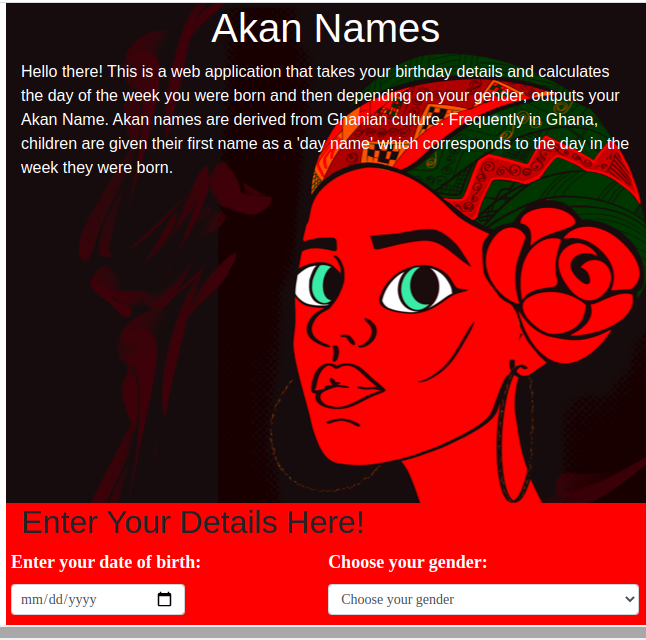 Akan Names
Hello there! This is a web application that takes your birthday details and calculates
the day of the week you were born and then depending on your gender, outputs your
Akan Name. Akan names are derived from Ghanian culture. Frequently in Ghana,
children are given their first name as a 'day name' which corresponds to the day in the
week they were born.
Enter Your Details Here!
Enter your date of birth:
Choose your gender:
mm/dd/yyyy
Choose your gender